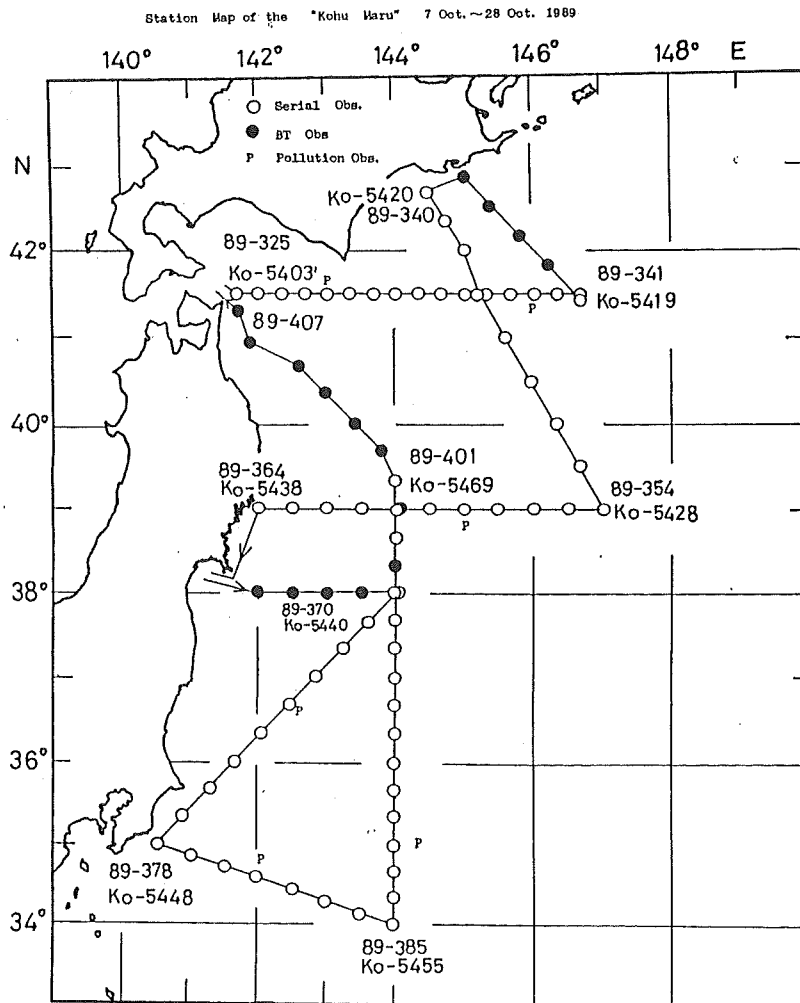 Station Map of the "Kohu Maru" 7 Oct.~28 Oct. 1989
140° 142° 144° 146° 148° E
○ Serial Obs.
● BT Obs
P Pollution Obs.
N
Ko-5420
89-340
42°
89-325
Ko-5403'
P
89-341
Ko-5419
P
89-407
40°
89-401
Ko-5469
89-364
Ko-5438
89-354
Ko-5428
P
38°
89-370
Ko-5440
P
36°
P
P
89-378
Ko-5448
34°
89-385
Ko-5455